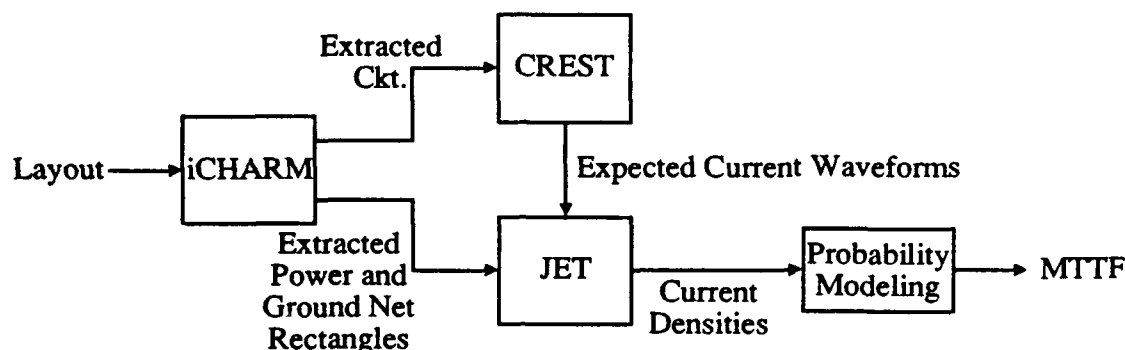 Extracted
Ckt.
CREST
Layout
iCHARM
Expected Current Waveforms
Extracted
Power and
Ground Net
Rectangles
JET
Current
Densities
Probability
Modeling
MTTF